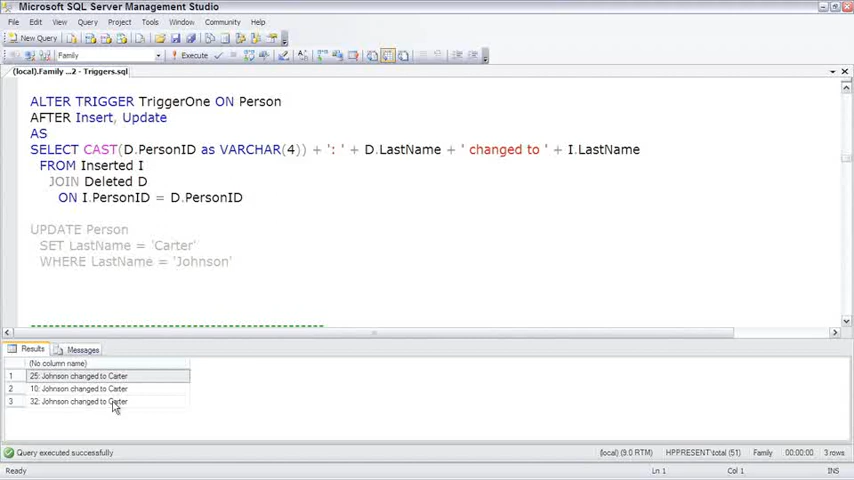 Microsoft SQL Server Management Studio
File Edit View Query Project Tools Window Community Help
New Query
Family Execute
(local).Family ...2 - Triggers.sql
ALTER TRIGGER TriggerOne ON Person
AFTER Insert, Update
AS
SELECT CAST(D.PersonID as VARCHAR(4)) + ': ' + D.LastName + ' changed to ' + I.LastName
FROM Inserted I
JOIN Deleted D
ON I.PersonID = D.PersonID
UPDATE Person
SET LastName = 'Carter'
WHERE LastName = 'Johnson'
Results Messages
(No column name)
1 25: Johnson changed to Carter
2 10: Johnson changed to Carter
3 32: Johnson changed to Carter
Query executed successfully (local) (9.0 RTM) HPPRESENT\total (51) Family 00:00:00 3 rows
Ready Ln 1 Col 1 INS